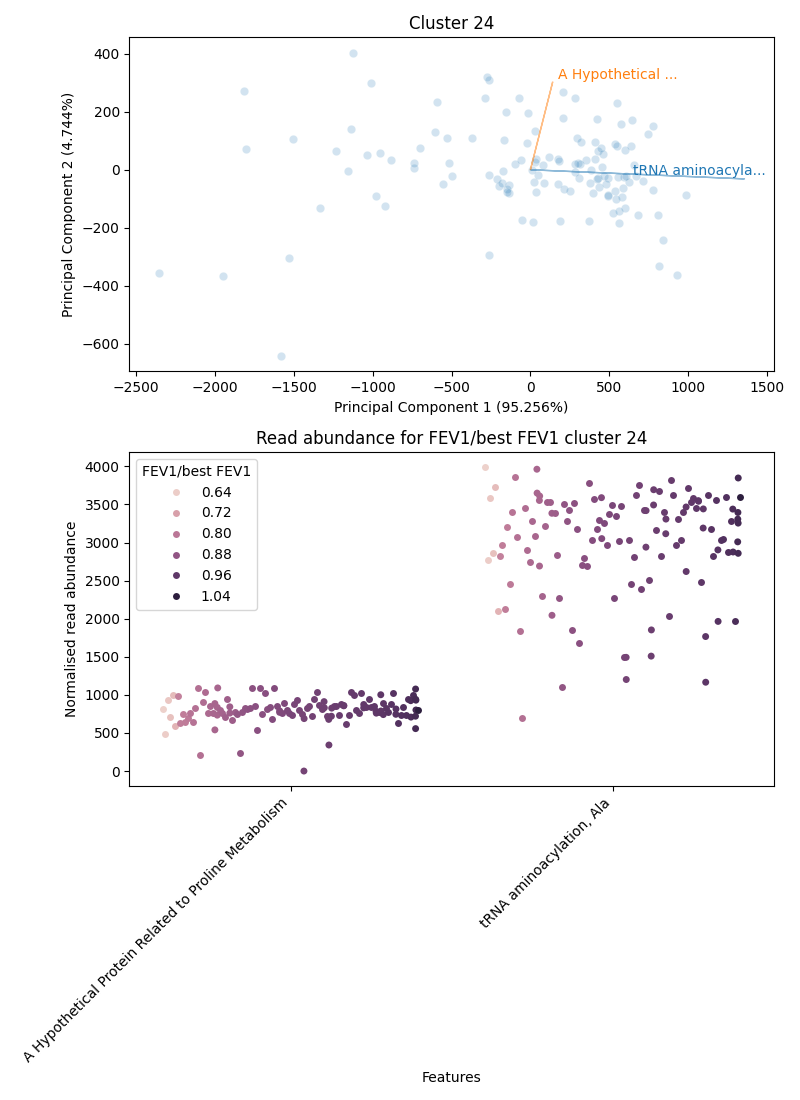 Cluster 24
Principal Component 2 (4.744%)
400
200
0
−200
−400
−600
A Hypothetical ...
tRNA aminoacyla...
−2500 −2000 −1500 −1000 −500 0 500 1000 1500
Principal Component 1 (95.256%)
Read abundance for FEV1/best FEV1 cluster 24
Normalised read abundance
4000
3500
3000
2500
2000
1500
1000
500
0
FEV1/best FEV1
0.64
0.72
0.80
0.88
0.96
1.04
A Hypothetical Protein Related to Proline Metabolism
tRNA aminoacylation, Ala
Features